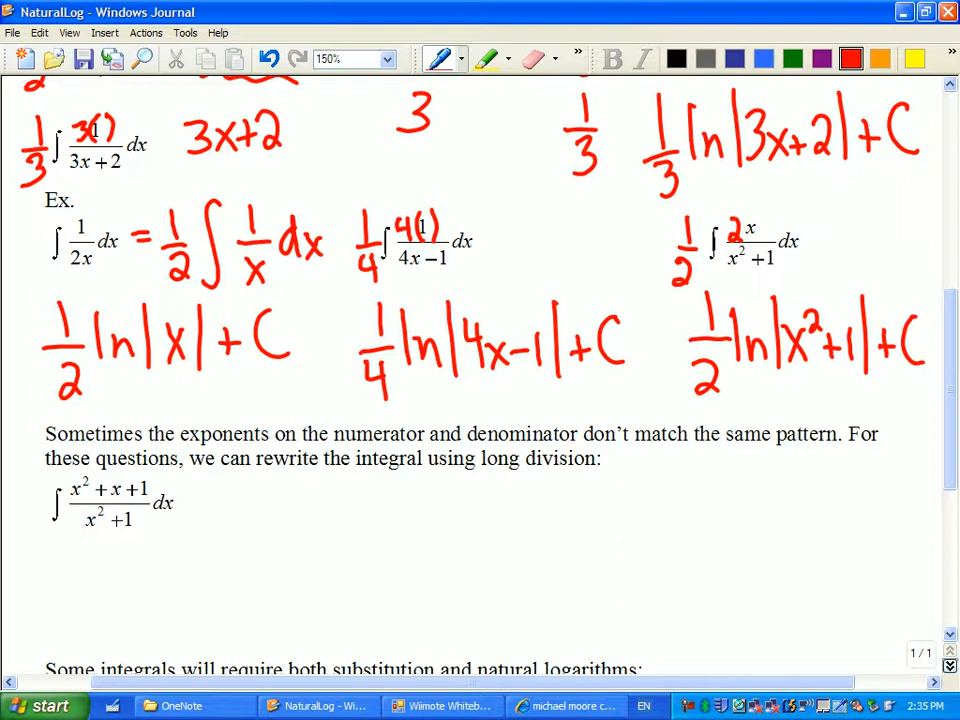 NaturalLog - Windows Journal
File Edit View Insert Actions Tools Help
150%
B I
1/3 ∫ 3( ) 1/(3x + 2) dx 3x+2 3 1/3 1/3 ln|3x+2| + C
Ex.
∫ 1/(2x) dx = 1/2 ∫ 1/x dx 1/4 ∫ 4( ) 1/(4x − 1) dx 1/2 ∫ 2 x/(x² + 1) dx
1/2 ln|x| + C 1/4 ln|4x−1| + C 1/2 ln|x²+1| + C
Sometimes the exponents on the numerator and denominator don't match the same pattern. For
these questions, we can rewrite the integral using long division:
∫ (x² + x + 1)/(x² + 1) dx
1/1
Some integrals will require both substitution and natural logarithms:
start OneNote NaturalLog - Wi... Wiimote Whiteb... michael moore c... EN 2:35 PM